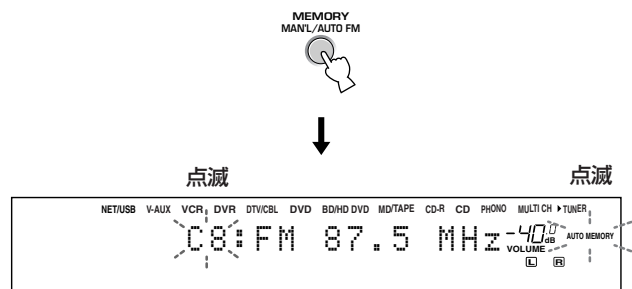 MEMORY
MAN'L/AUTO FM
点滅 点滅
NET/USB V-AUX VCR DVR DTV/CBL DVD BD/HD DVD MD/TAPE CD-R CD PHONO MULTI CH TUNER
C8:FM 87.5 MHz -40.0 dB AUTO MEMORY
VOLUME
L R